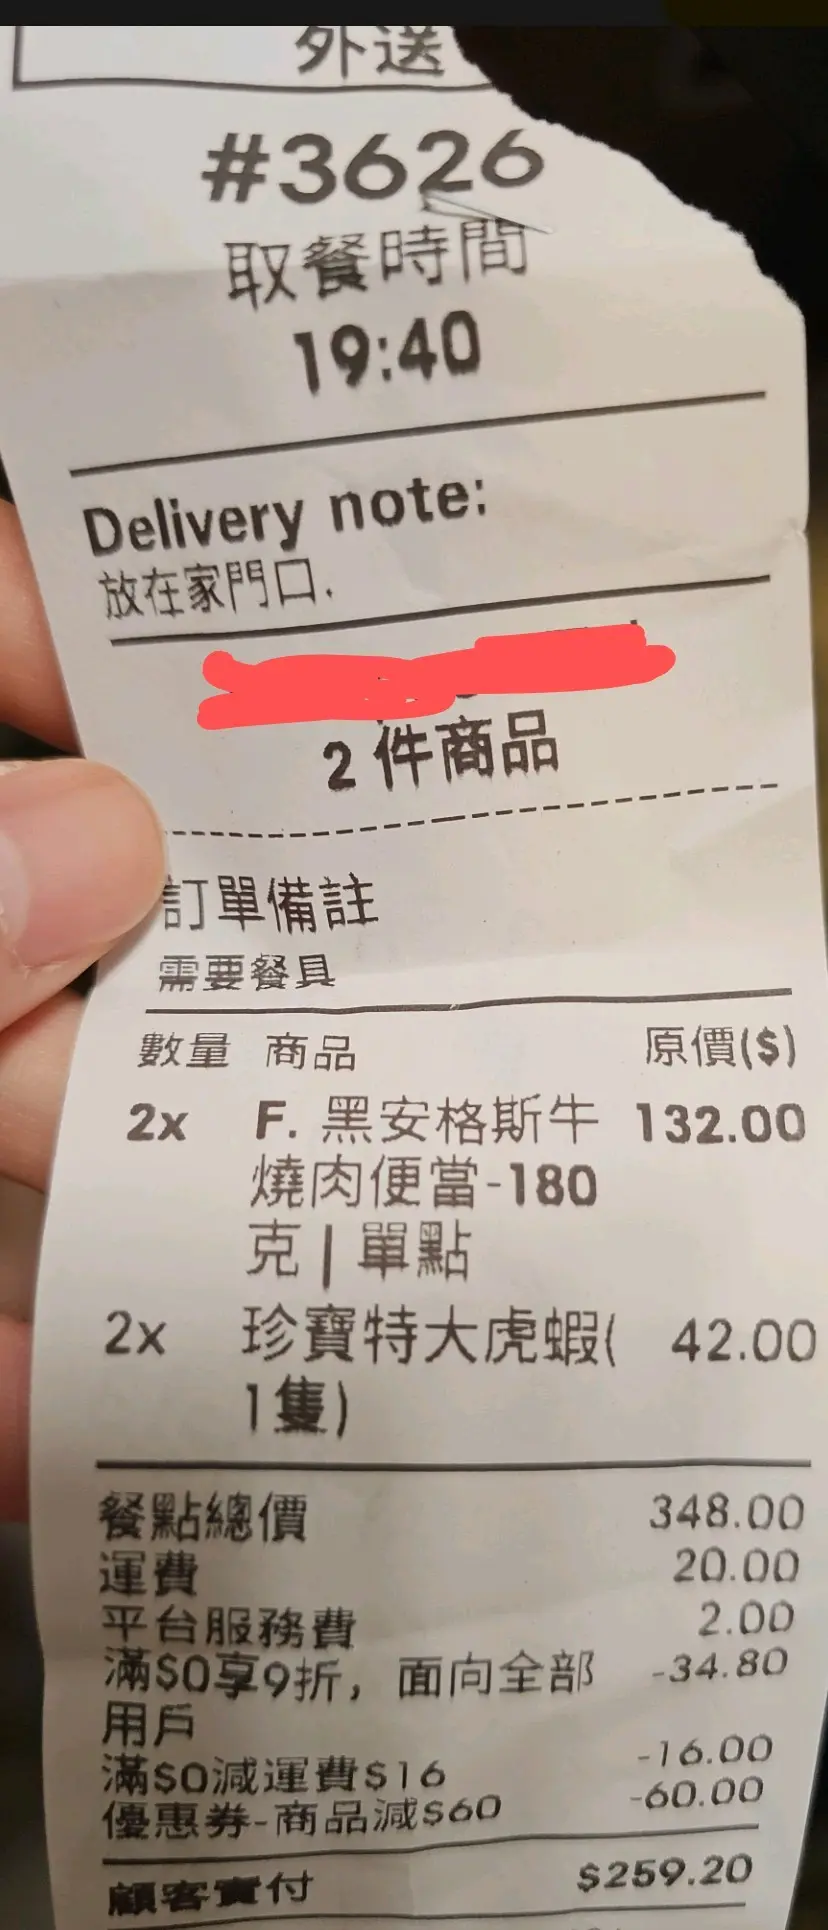 外送
#3626
取餐時間
19:40
Delivery note:
放在家門口.
2 件商品
訂單備註
需要餐具
數量 商品 原價($)
2x F. 黑安格斯牛 132.00
燒肉便當-180
克 | 單點
2x 珍寶特大虎蝦( 42.00
1隻)
餐點總價 348.00
運費 20.00
平台服務費 2.00
滿$0享9折，面向全部 -34.80
用戶
滿$0減運費$16 -16.00
優惠券-商品減$60 -60.00
顧客實付 $259.20